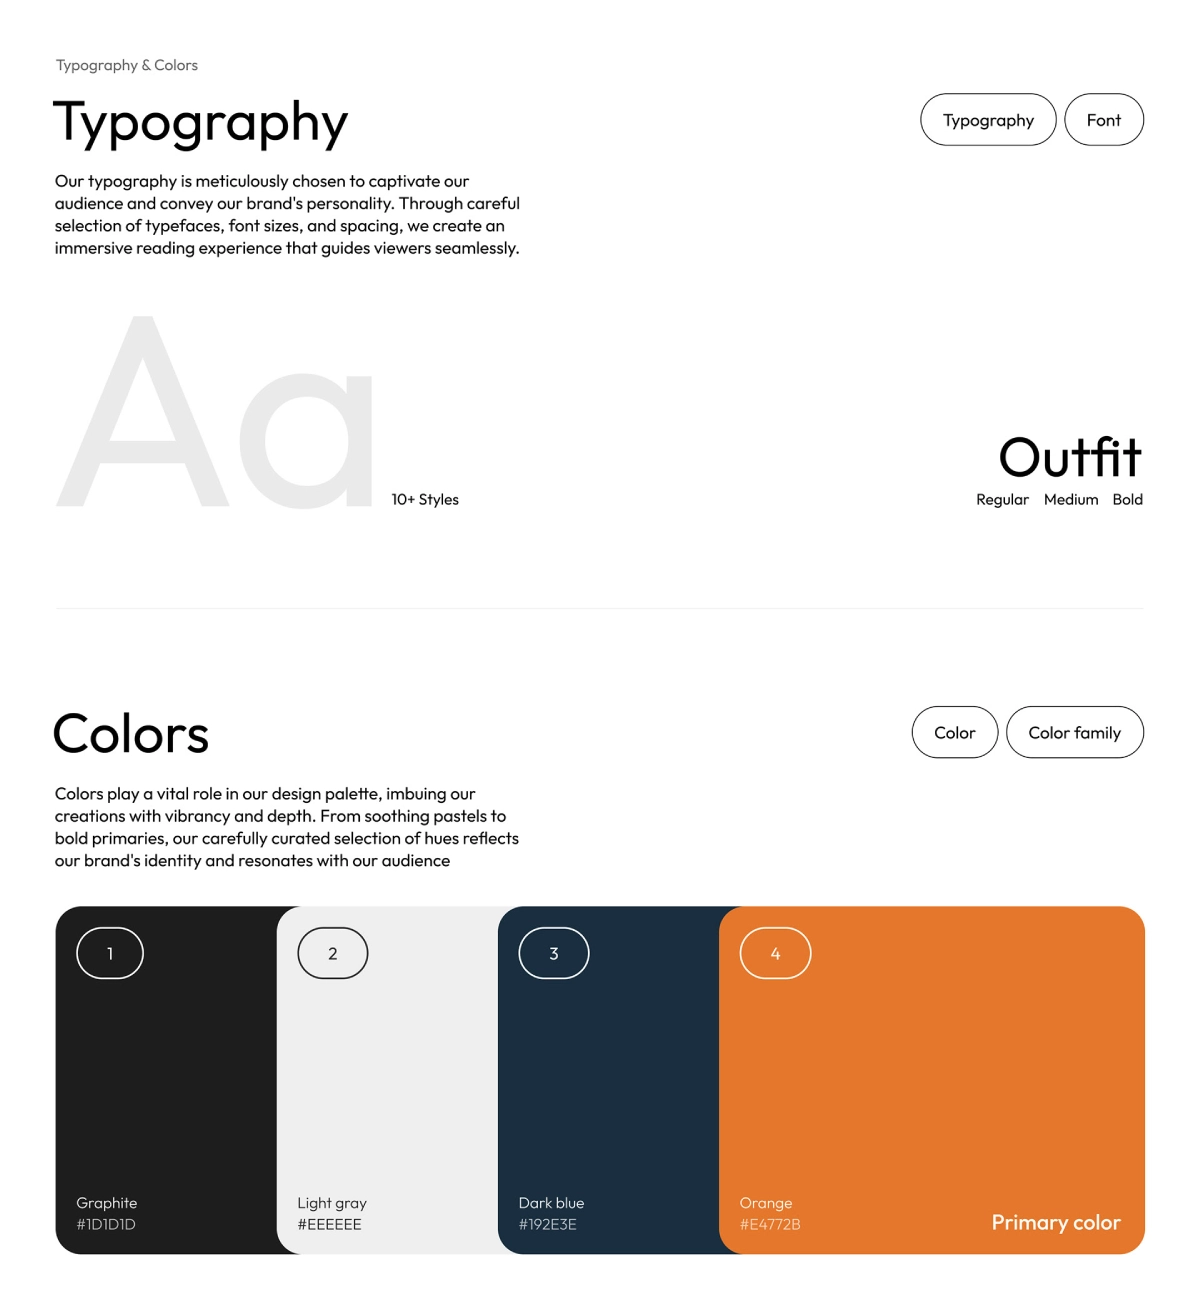 Typography & Colors
Typography
Typography
Font
Our typography is meticulously chosen to captivate our
audience and convey our brand's personality. Through careful
selection of typefaces, font sizes, and spacing, we create an
immersive reading experience that guides viewers seamlessly.
Aa
10+ Styles
Outfit
Regular Medium Bold
Colors
Color
Color family
Colors play a vital role in our design palette, imbuing our
creations with vibrancy and depth. From soothing pastels to
bold primaries, our carefully curated selection of hues reflects
our brand's identity and resonates with our audience
1
2
3
4
Graphite
#1D1D1D
Light gray
#EEEEEE
Dark blue
#192E3E
Orange
#E4772B
Primary color